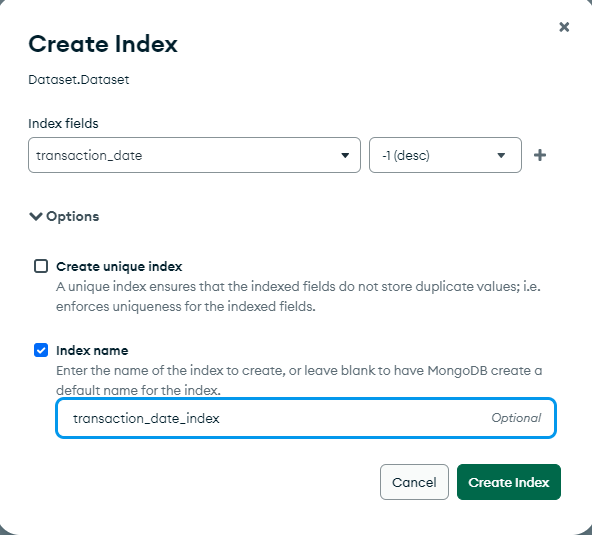 Create Index
Dataset.Dataset
Index fields
transaction_date
-1 (desc)
Options
Create unique index
A unique index ensures that the indexed fields do not store duplicate values; i.e.
enforces uniqueness for the indexed fields.
Index name
Enter the name of the index to create, or leave blank to have MongoDB create a
default name for the index.
transaction_date_index Optional
Cancel Create Index